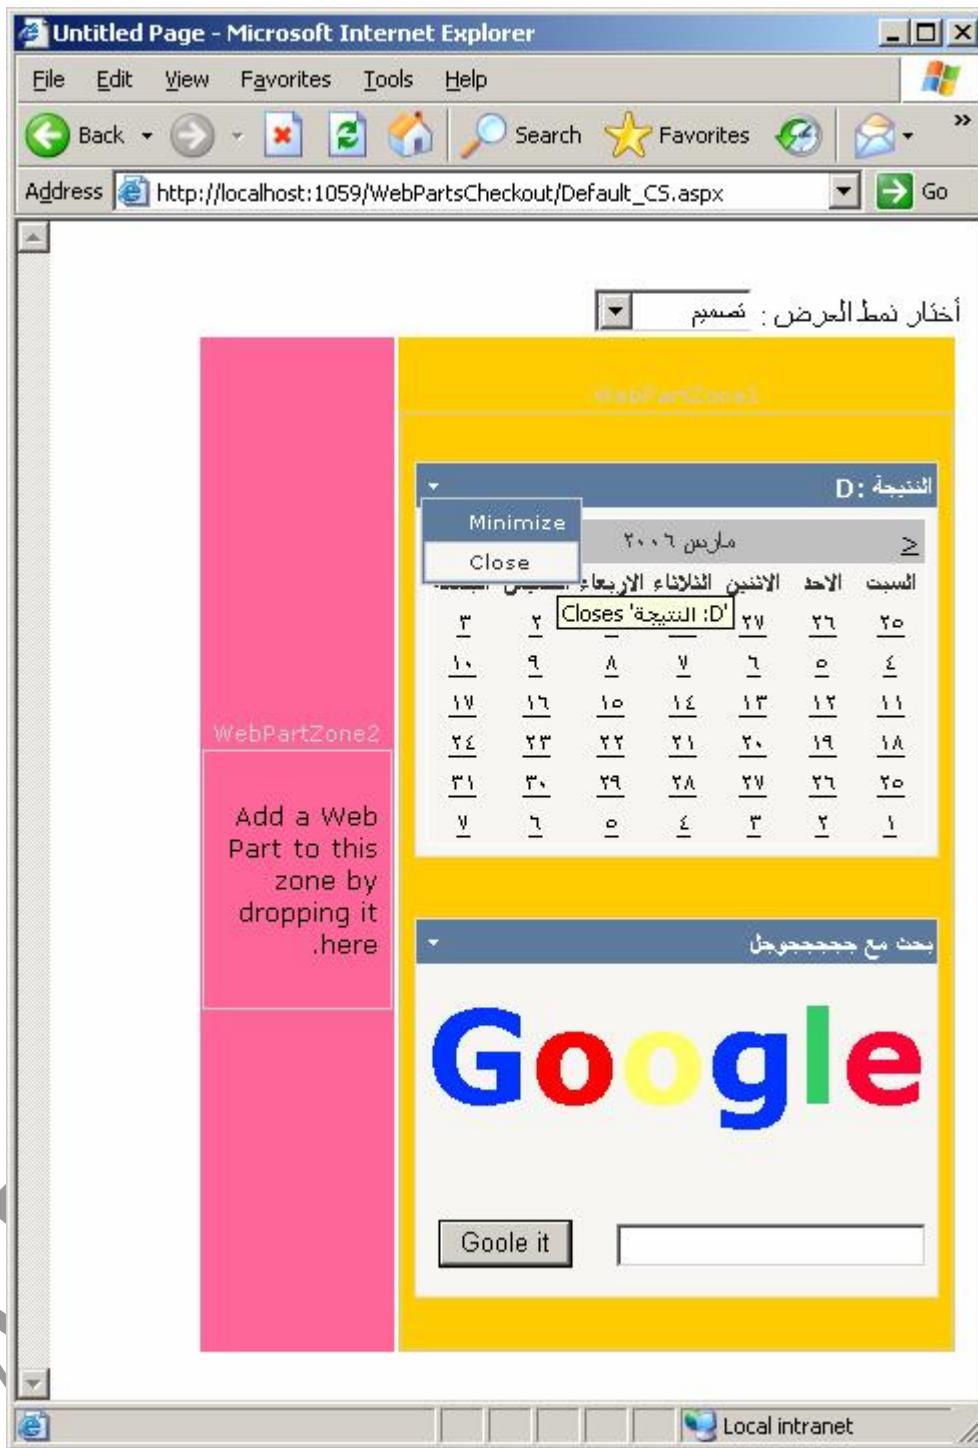 Untitled Page - Microsoft Internet Explorer
File Edit View Favorites Tools Help
Back Search Favorites »
Address http://localhost:1059/WebPartsCheckout/Default_CS.aspx Go
أختار نمط العرض : تصميم
WebPartZone1
النتيجة :D
Minimize
Close
< مارس ٢٠٠٦
السبت الاحد الاثنين الثلاثاء الاربعاء
Closes 'النتيجة :D'
٢٥ ٢٦ ٢٧ ٢ ٣
٤ ٥ ٦ ٧ ٨ ٩ ١٠
١١ ١٢ ١٣ ١٤ ١٥ ١٦ ١٧
١٨ ١٩ ٢٠ ٢١ ٢٢ ٢٣ ٢٤
٢٥ ٢٦ ٢٧ ٢٨ ٢٩ ٣٠ ٣١
١ ٢ ٣ ٤ ٥ ٦ ٧
WebPartZone2
Add a Web
Part to this
zone by
dropping it
.here
بحث مع جججججوجل
Google
Goole it
Local intranet